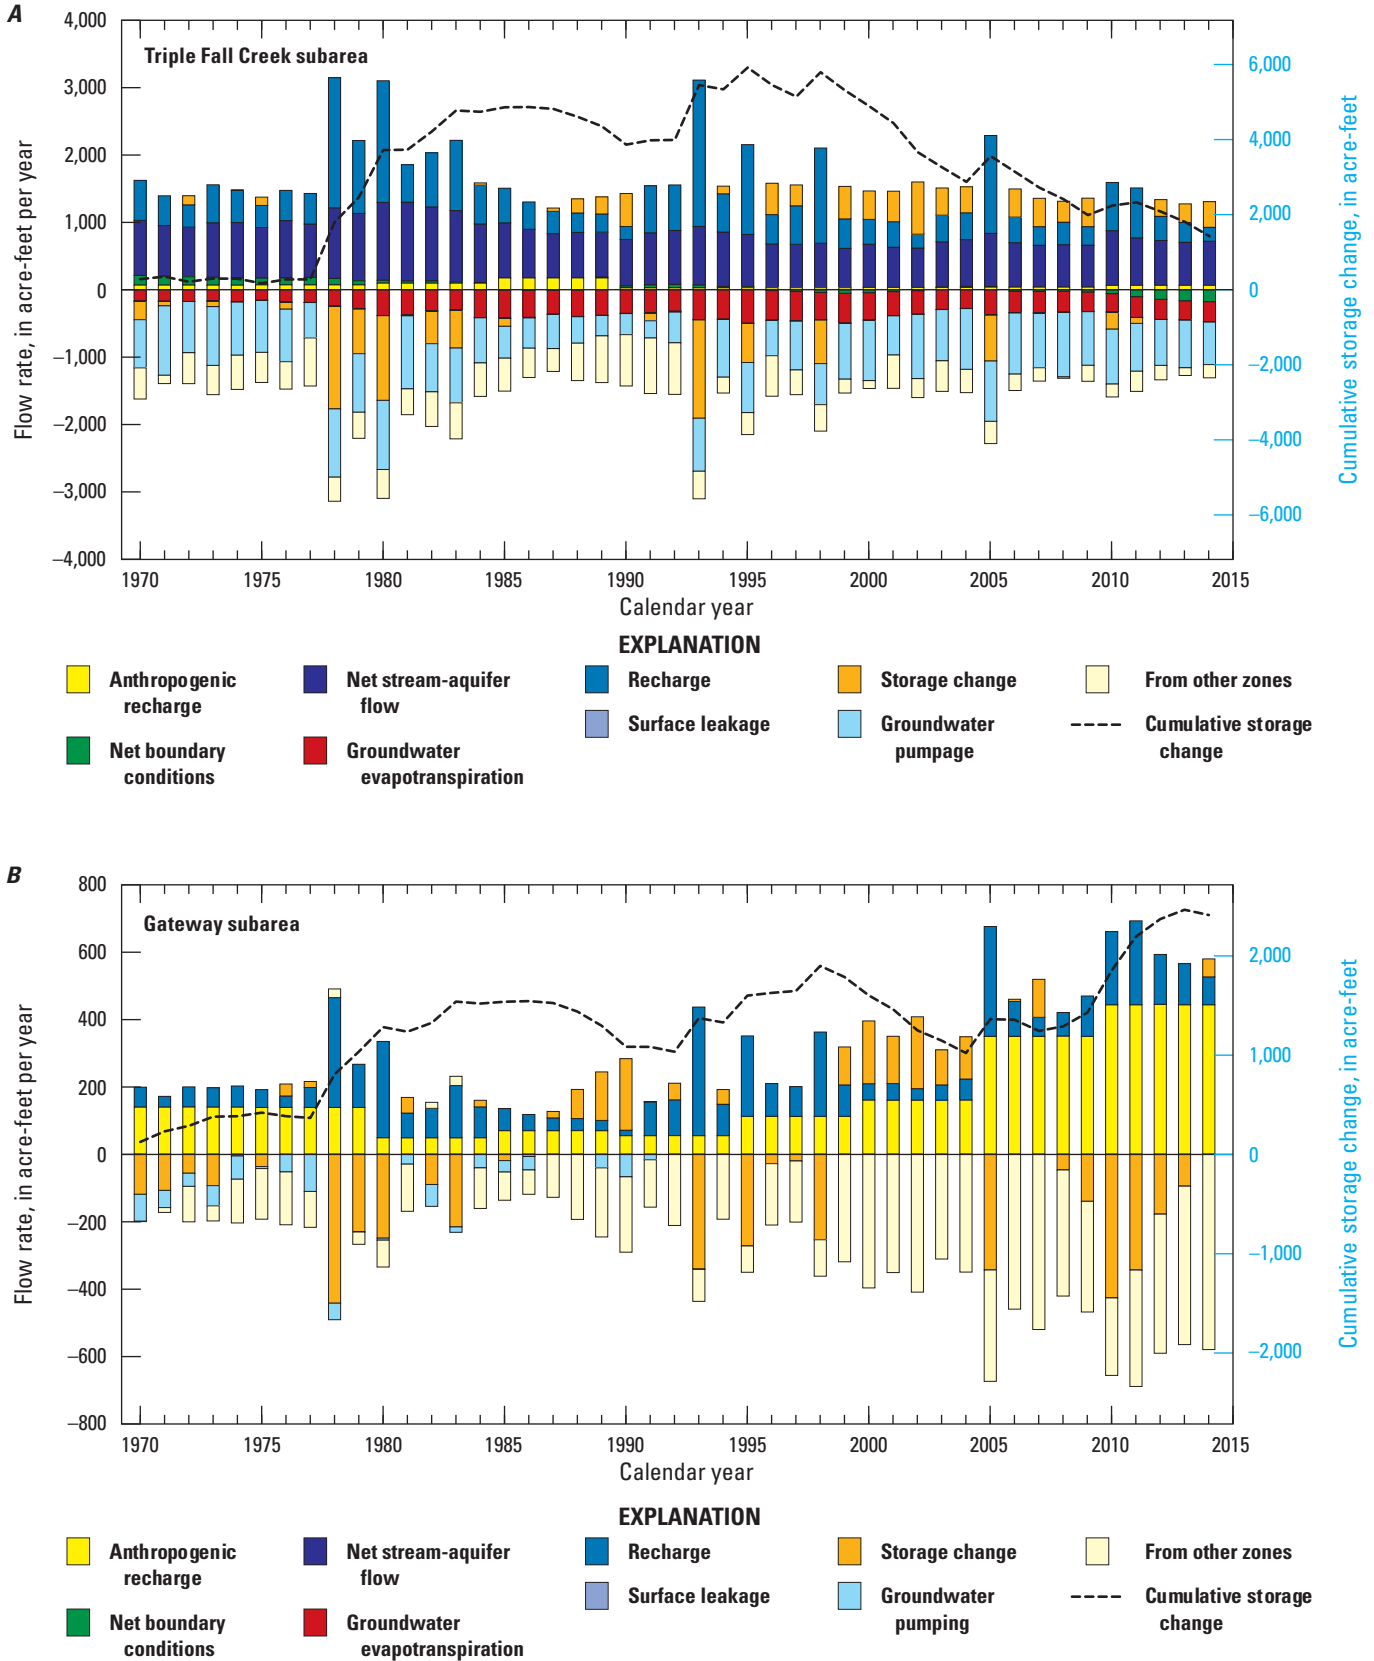 A
Triple Fall Creek subarea
4,000
3,000
2,000
1,000
0
–1,000
–2,000
–3,000
–4,000
Flow rate, in acre-feet per year
6,000
4,000
2,000
0
–2,000
–4,000
–6,000
Cumulative storage change, in acre-feet
1970 1975 1980 1985 1990 1995 2000 2005 2010 2015
Calendar year
EXPLANATION
Anthropogenic recharge
Net boundary conditions
Net stream-aquifer flow
Groundwater evapotranspiration
Recharge
Surface leakage
Storage change
Groundwater pumpage
From other zones
Cumulative storage change
B
Gateway subarea
800
600
400
200
0
–200
–400
–600
–800
Flow rate, in acre-feet per year
2,000
1,000
0
–1,000
–2,000
Cumulative storage change, in acre-feet
1970 1975 1980 1985 1990 1995 2000 2005 2010 2015
Calendar year
EXPLANATION
Anthropogenic recharge
Net boundary conditions
Net stream-aquifer flow
Groundwater evapotranspiration
Recharge
Surface leakage
Storage change
Groundwater pumping
From other zones
Cumulative storage change